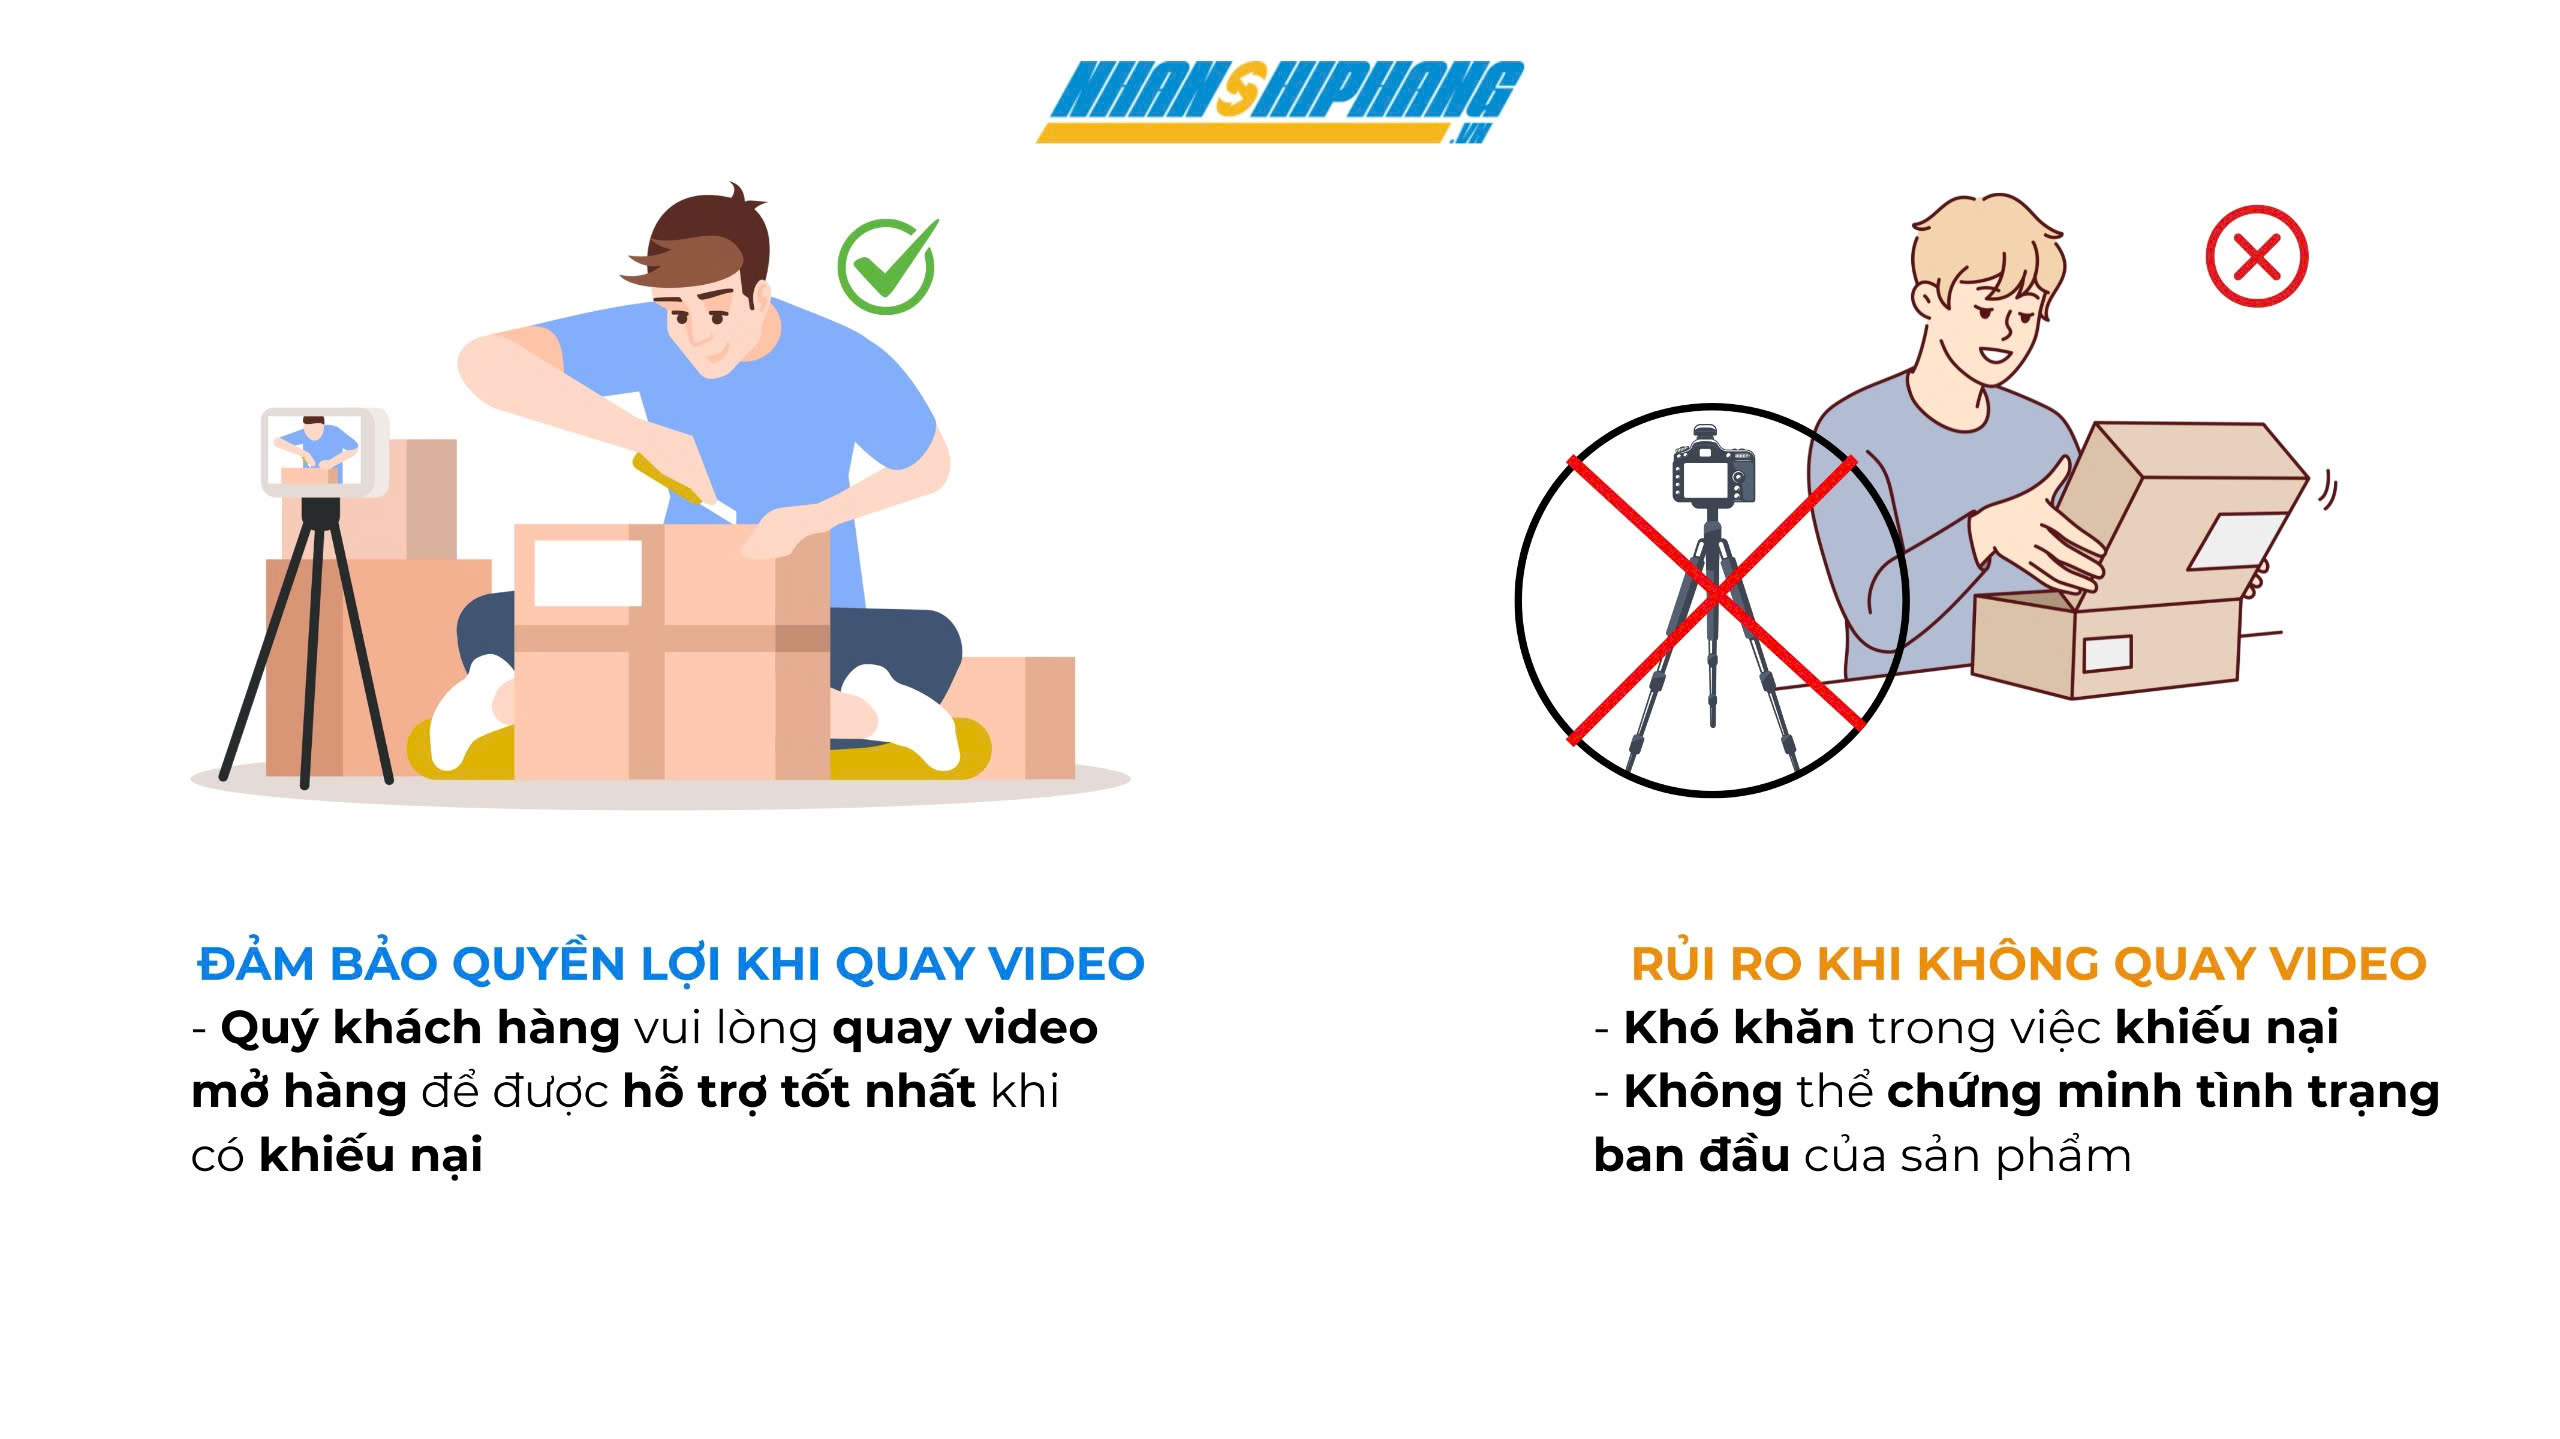 NHANSHIPHANG
.VN
ĐẢM BẢO QUYỀN LỢI KHI QUAY VIDEO
- Quý khách hàng vui lòng quay video
mở hàng để được hỗ trợ tốt nhất khi
có khiếu nại
RỦI RO KHI KHÔNG QUAY VIDEO
- Khó khăn trong việc khiếu nại
- Không thể chứng minh tình trạng
ban đầu của sản phẩm